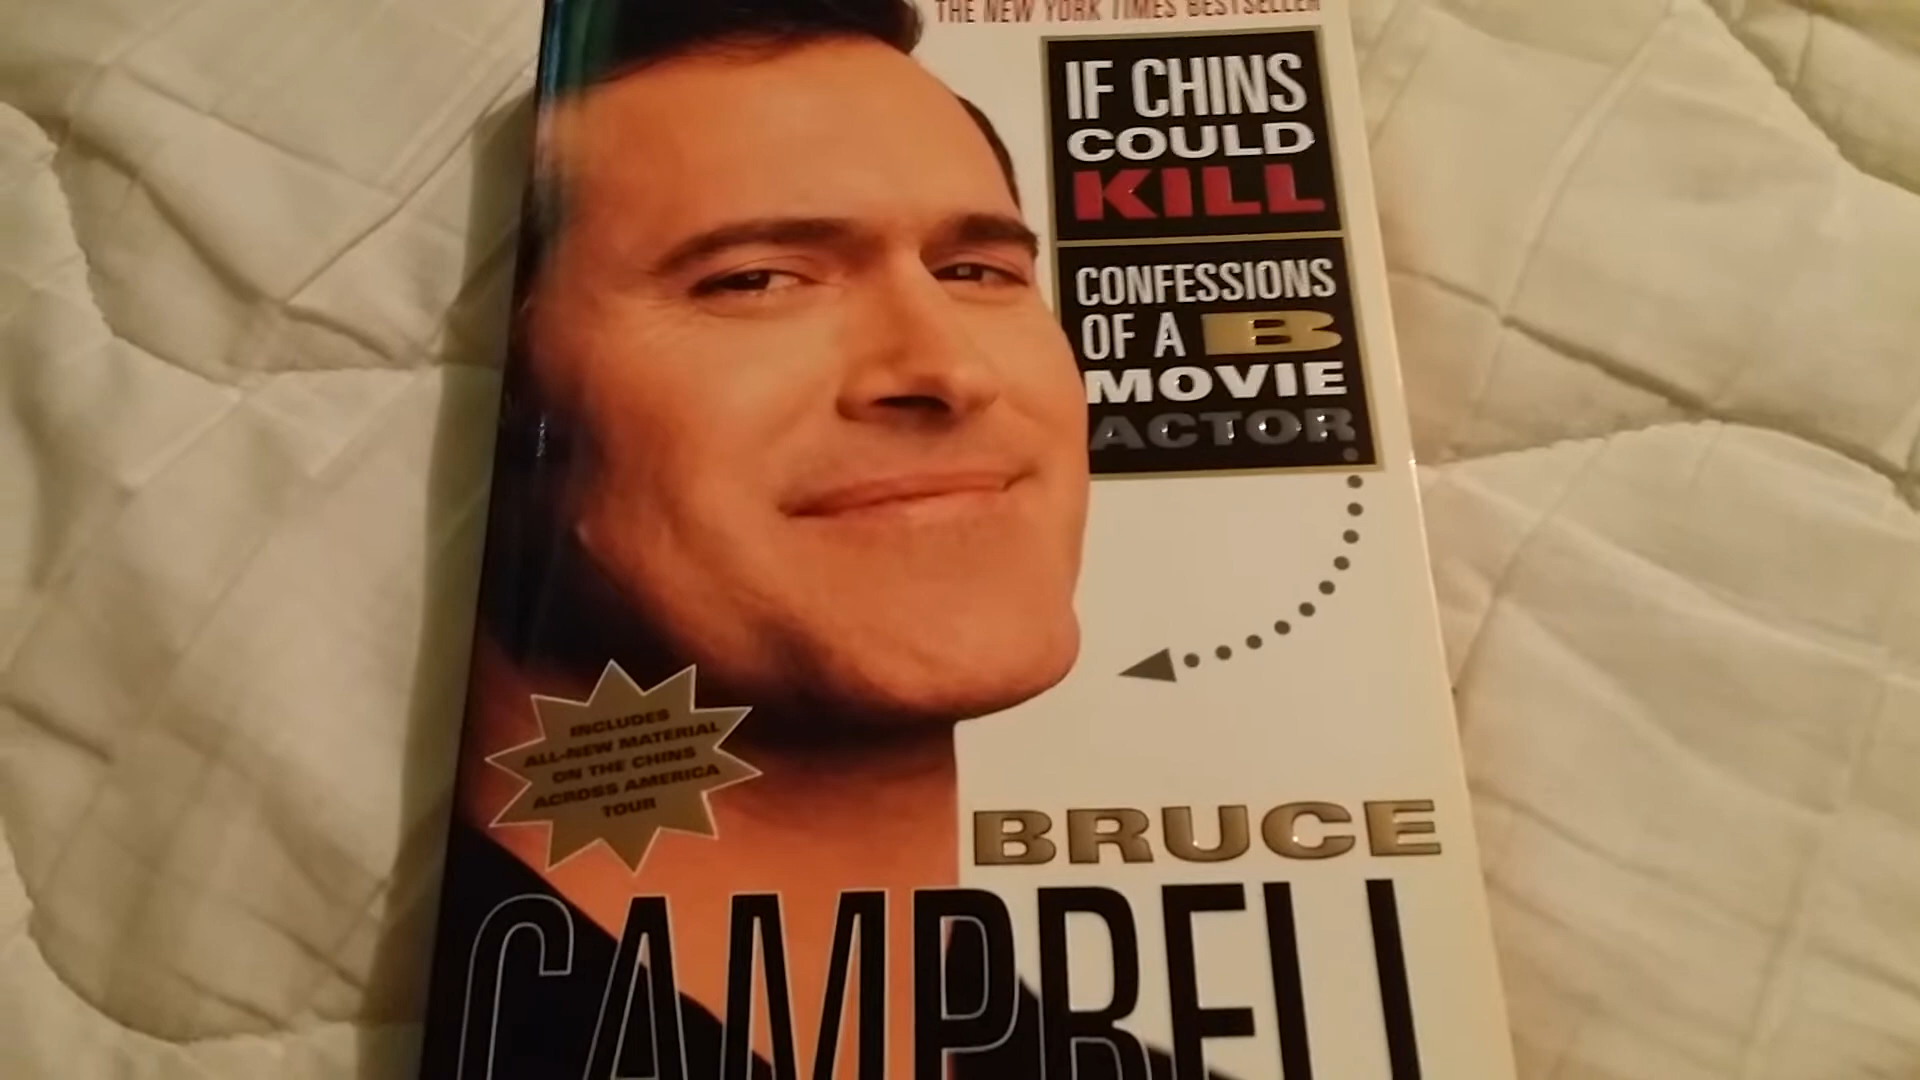 THE NEW YORK TIMES BESTSELLER
IF CHINS
COULD
KILL
CONFESSIONS
OF A B
MOVIE
ACTOR
INCLUDES
ALL-NEW MATERIAL
ON THE CHINS
ACROSS AMERICA
TOUR
BRUCE
CAMPBELL